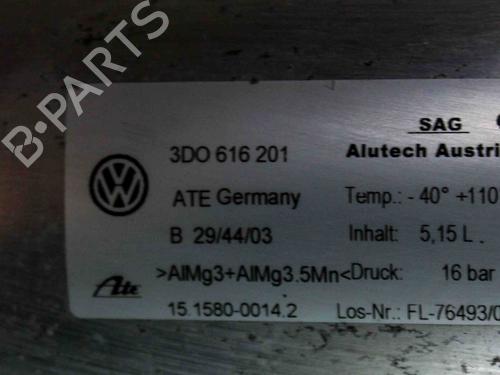 B-PARTS
SAG
3D0 616 201 Alutech Austri
ATE Germany Temp.: - 40° +110
B 29/44/03 Inhalt: 5,15 L .
>AlMg3+AlMg3.5Mn< Druck: 16 bar
Ate
15.1580-0014.2 Los-Nr.: FL-76493/0